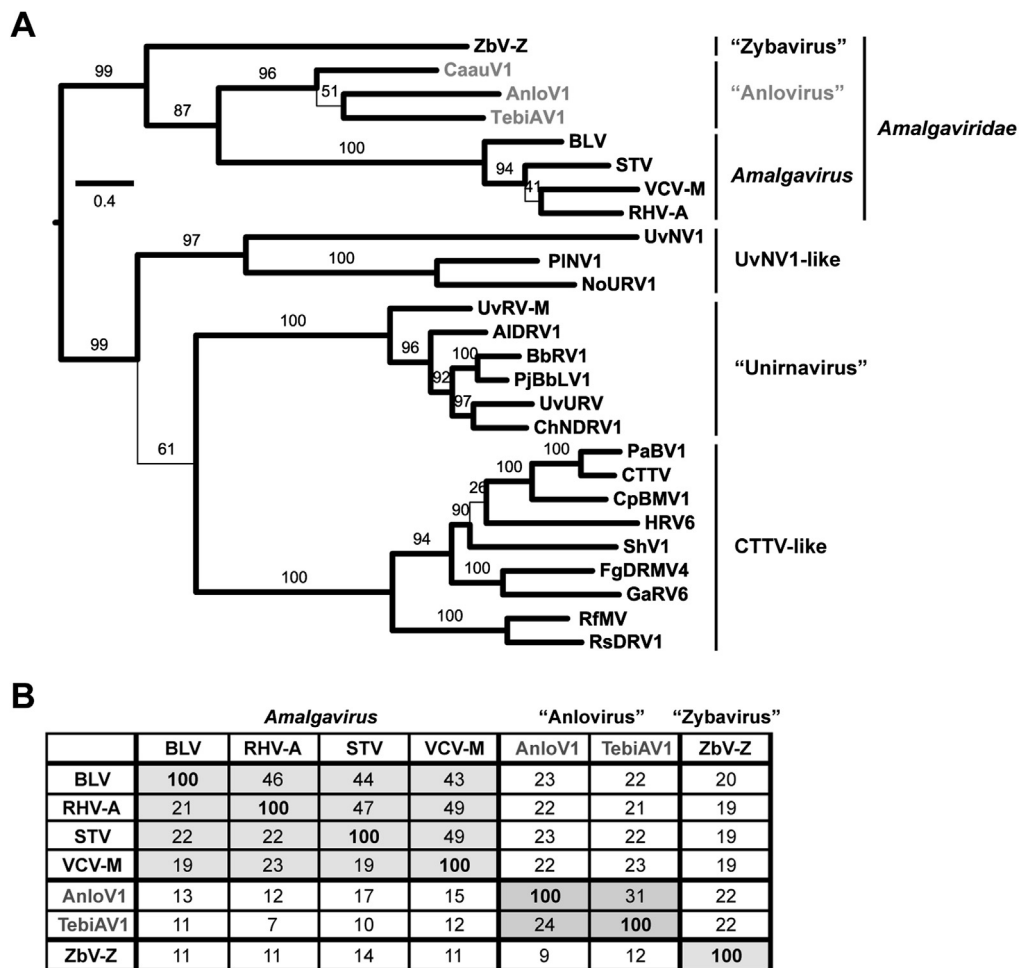 A
ZbV-Z
"Zybavirus"
99
96
CaauV1
51
AnloV1
"Anlovirus"
87
TebiAV1
Amalgaviridae
100
BLV
94
STV
Amalgavirus
0.4
41
VCV-M
RHV-A
97
UvNV1
100
PlNV1
UvNV1-like
NoURV1
100
UvRV-M
99
96
AlDRV1
100
BbRV1
92
PjBbLV1
"Unirnavirus"
97
UvURV
ChNDRV1
61
100
PaBV1
100
CTTV
26
CpBMV1
90
HRV6
94
ShV1
CTTV-like
100
100
FgDRMV4
GaRV6
100
RfMV
RsDRV1
B
Amalgavirus "Anlovirus" "Zybavirus"
BLV RHV-A STV VCV-M AnloV1 TebiAV1 ZbV-Z
BLV 100 46 44 43 23 22 20
RHV-A 21 100 47 49 22 21 19
STV 22 22 100 49 23 22 19
VCV-M 19 23 19 100 22 23 19
AnloV1 13 12 17 15 100 31 22
TebiAV1 11 7 10 12 24 100 22
ZbV-Z 11 11 14 11 9 12 100